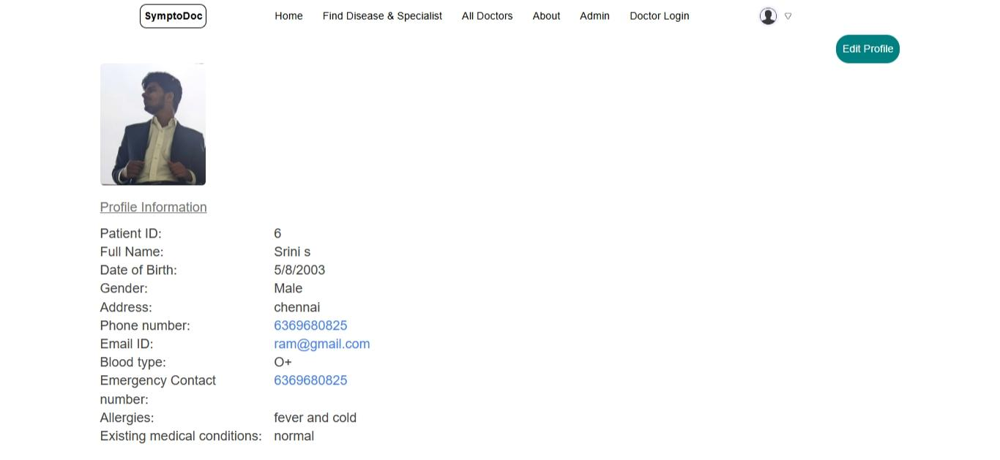 SymptoDoc Home Find Disease & Specialist All Doctors About Admin Doctor Login
Edit Profile
Profile Information
Patient ID: 6
Full Name: Srini s
Date of Birth: 5/8/2003
Gender: Male
Address: chennai
Phone number: 6369680825
Email ID: ram@gmail.com
Blood type: O+
Emergency Contact 6369680825
number:
Allergies: fever and cold
Existing medical conditions: normal